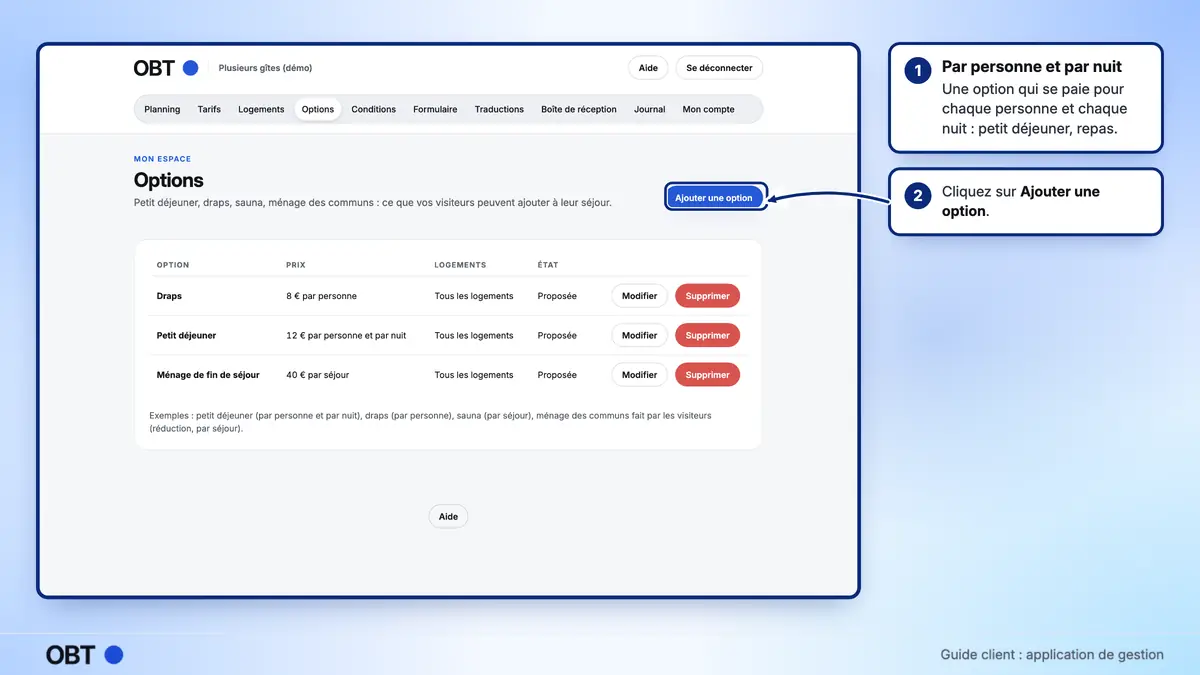 OBT
Plusieurs gîtes (démo)
Aide
Se déconnecter
Planning
Tarifs
Logements
Options
Conditions
Formulaire
Traductions
Boîte de réception
Journal
Mon compte
MON ESPACE
Options
Petit déjeuner, draps, sauna, ménage des communs : ce que vos visiteurs peuvent ajouter à leur séjour.
Ajouter une option
OPTION PRIX LOGEMENTS ÉTAT
Draps 8 € par personne Tous les logements Proposée Modifier Supprimer
Petit déjeuner 12 € par personne et par nuit Tous les logements Proposée Modifier Supprimer
Ménage de fin de séjour 40 € par séjour Tous les logements Proposée Modifier Supprimer
Exemples : petit déjeuner (par personne et par nuit), draps (par personne), sauna (par séjour), ménage des communs fait par les visiteurs
(réduction, par séjour).
Aide
1 Par personne et par nuit
Une option qui se paie pour
chaque personne et chaque
nuit : petit déjeuner, repas.
2 Cliquez sur Ajouter une
option.
OBT
Guide client : application de gestion